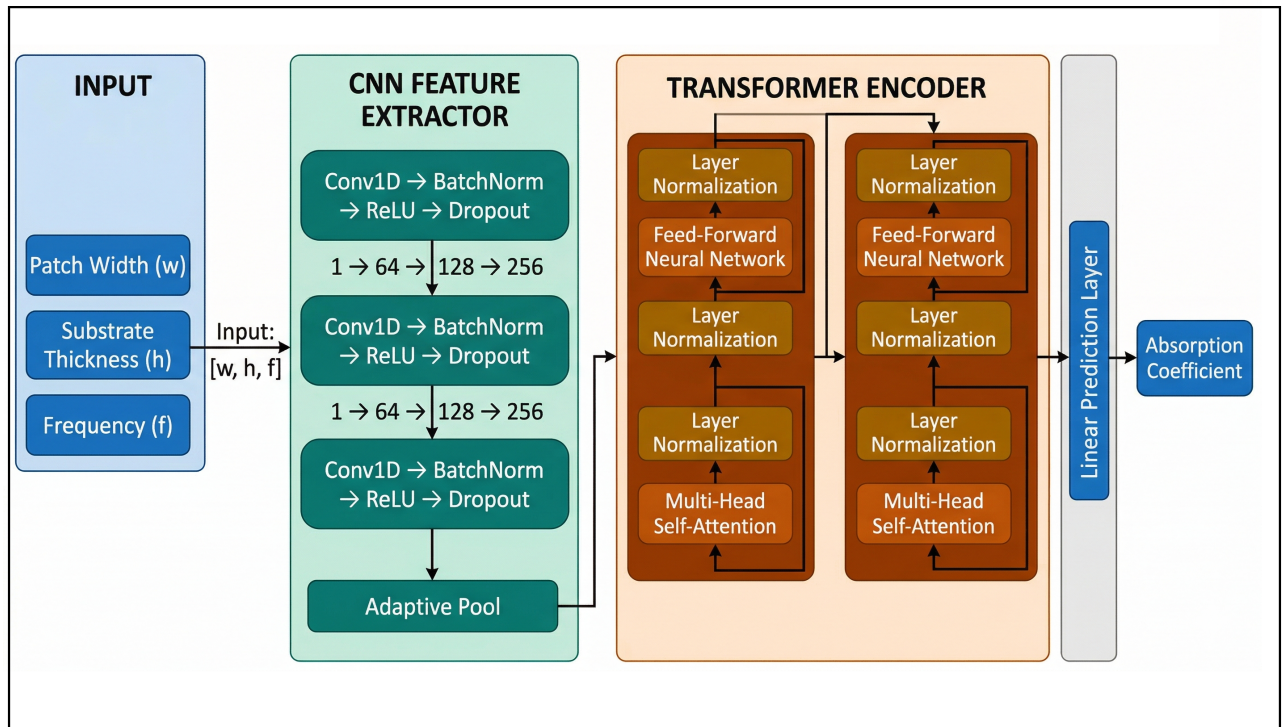 INPUT
Patch Width (w)
Substrate
Thickness (h)
Frequency (f)
Input:
[w, h, f]
CNN FEATURE
EXTRACTOR
Conv1D → BatchNorm
→ ReLU → Dropout
1 → 64 → 128 → 256
Conv1D → BatchNorm
→ ReLU → Dropout
1 → 64 → 128 → 256
Conv1D → BatchNorm
→ ReLU → Dropout
Adaptive Pool
TRANSFORMER ENCODER
Layer
Normalization
Feed-Forward
Neural Network
Layer
Normalization
Layer
Normalization
Multi-Head
Self-Attention
Layer
Normalization
Feed-Forward
Neural Network
Layer
Normalization
Layer
Normalization
Multi-Head
Self-Attention
Linear Prediction Layer
Absorption
Coefficient